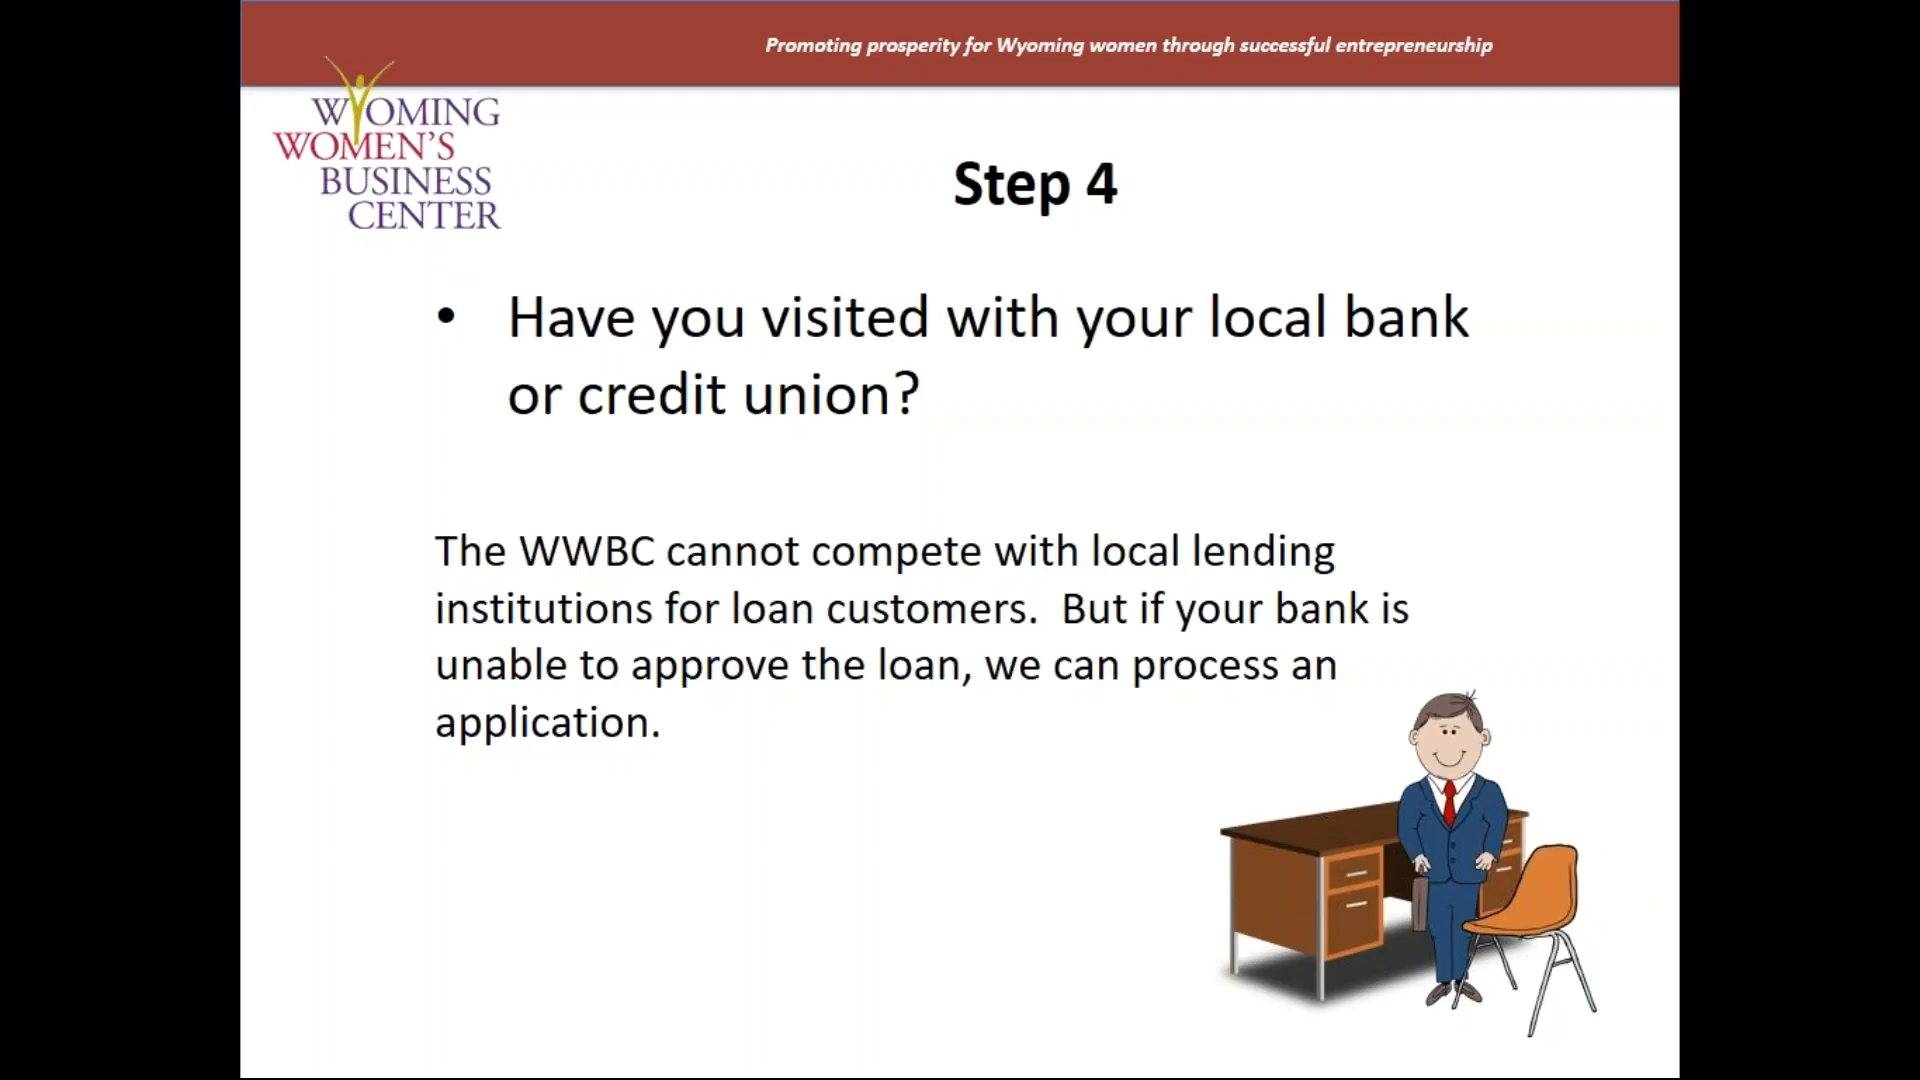 Promoting prosperity for Wyoming women through successful entrepreneurship
WYOMING
WOMEN'S
BUSINESS
CENTER
Step 4
• Have you visited with your local bank
or credit union?
The WWBC cannot compete with local lending
institutions for loan customers.  But if your bank is
unable to approve the loan, we can process an
application.